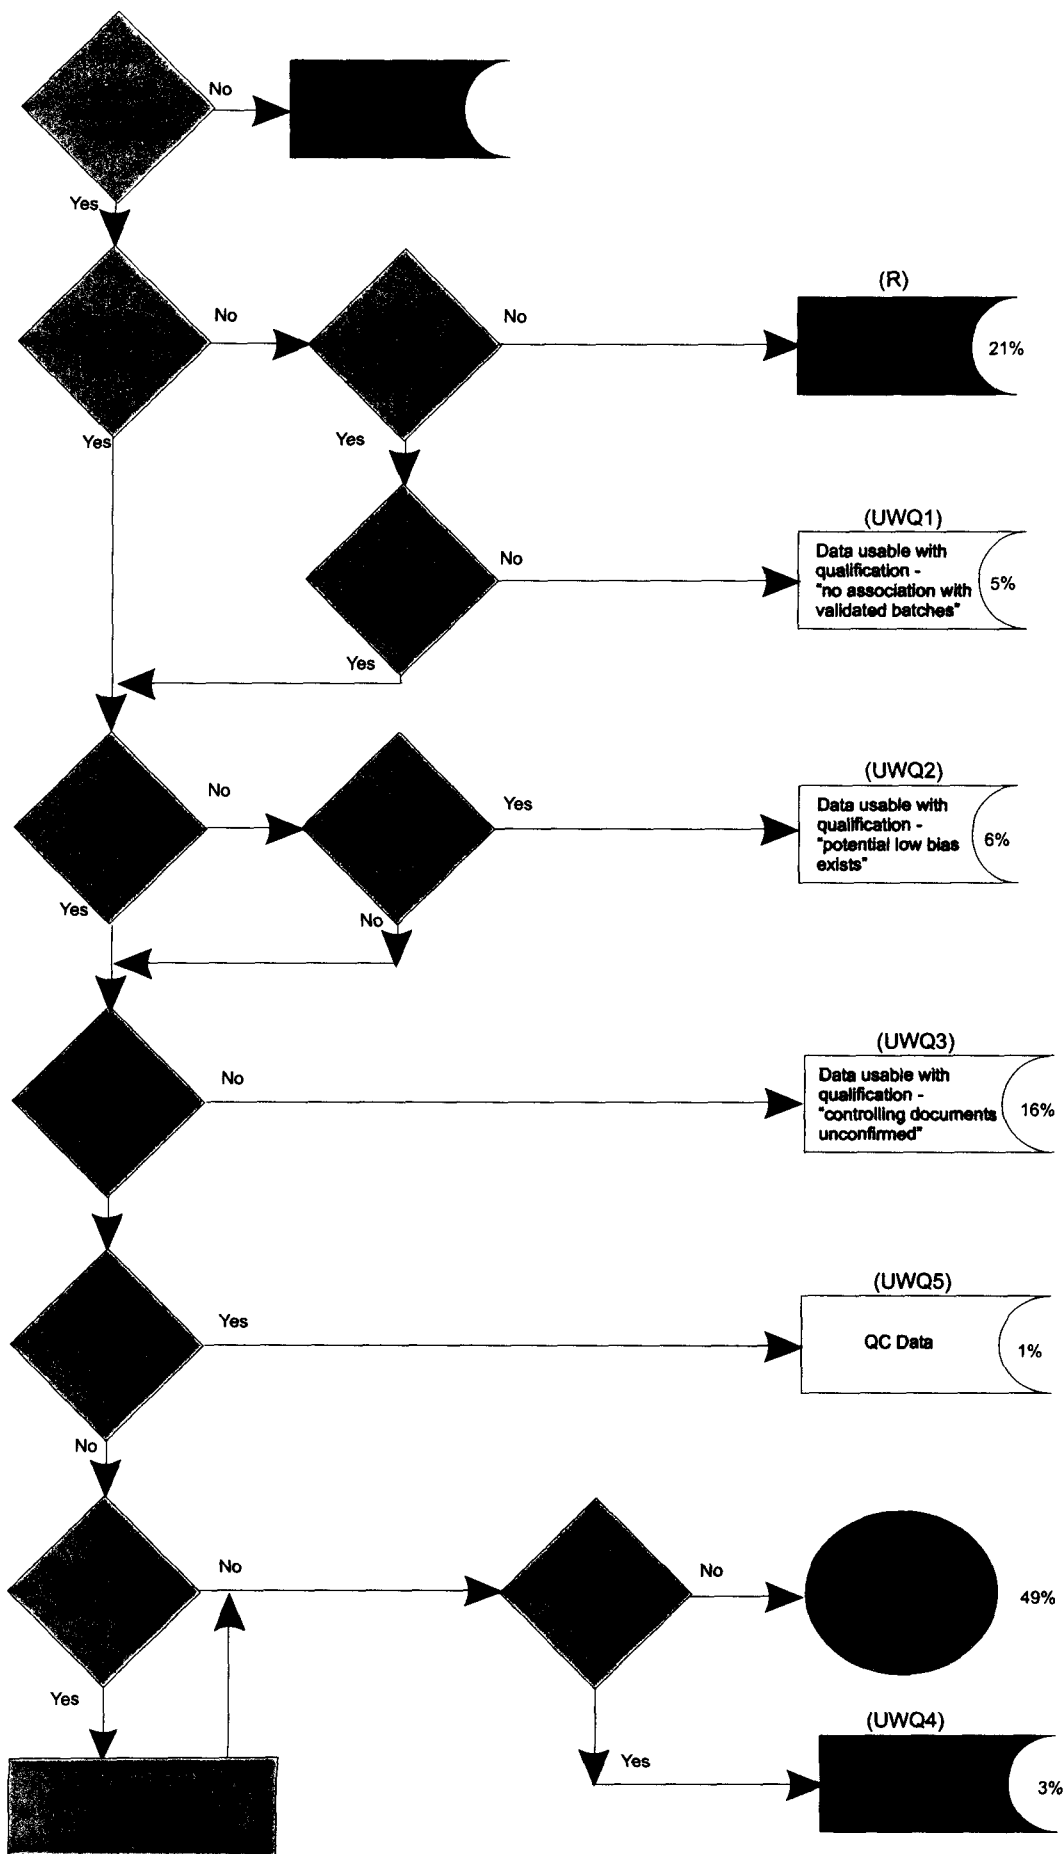 No
Yes
(R)
No
No
21%
Yes
Yes
(UWQ1)
No
Data usable with
qualification -
"no association with
validated batches"
5%
Yes
(UWQ2)
No
Yes
Data usable with
qualification -
"potential low bias
exists"
6%
Yes
No
(UWQ3)
No
Data usable with
qualification -
"controlling documents
unconfirmed"
16%
(UWQ5)
Yes
QC Data
1%
No
No
No
49%
Yes
(UWQ4)
Yes
3%